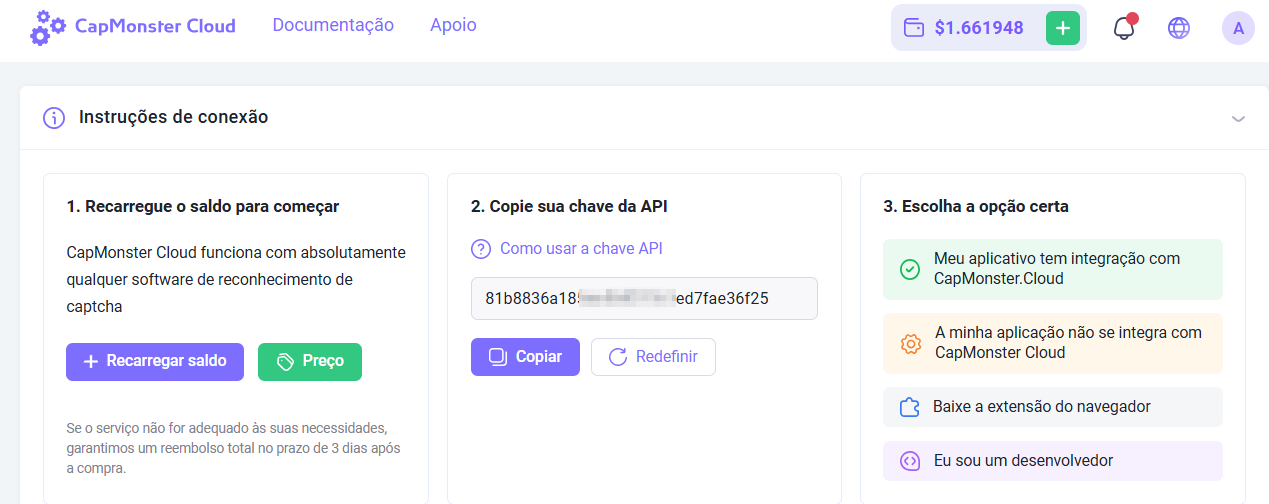 CapMonster Cloud
Documentação
Apoio
$1.661948
A
Instruções de conexão
1. Recarregue o saldo para começar
CapMonster Cloud funciona com absolutamente
qualquer software de reconhecimento de
captcha
Recarregar saldo
Preço
Se o serviço não for adequado às suas necessidades,
garantimos um reembolso total no prazo de 3 dias após
a compra.
2. Copie sua chave da API
Como usar a chave API
81b8836a185 ed7fae36f25
Copiar
Redefinir
3. Escolha a opção certa
Meu aplicativo tem integração com
CapMonster.Cloud
A minha aplicação não se integra com
CapMonster Cloud
Baixe a extensão do navegador
Eu sou um desenvolvedor